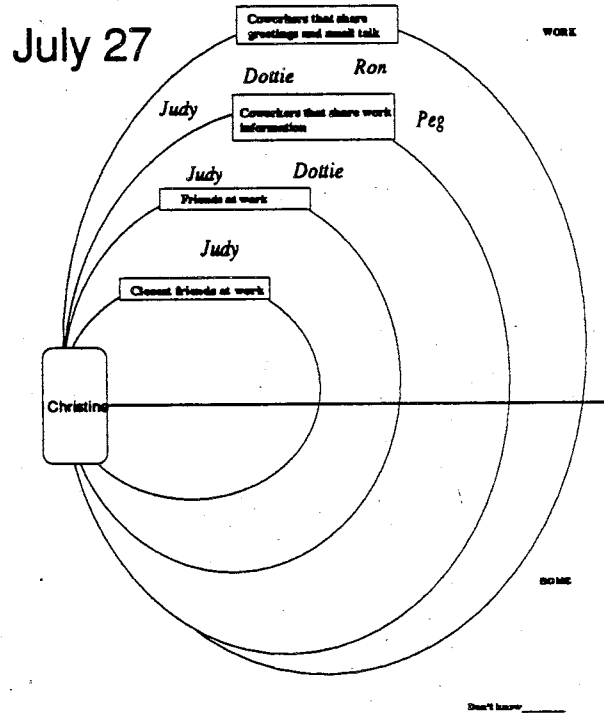 July 27
Coworkers that share
greetings and small talk
WORK
Dottie
Ron
Judy
Coworkers that share work
information
Peg
Judy
Dottie
Friends at work
Judy
Closest friends at work
Christine
HOME
Don't know______